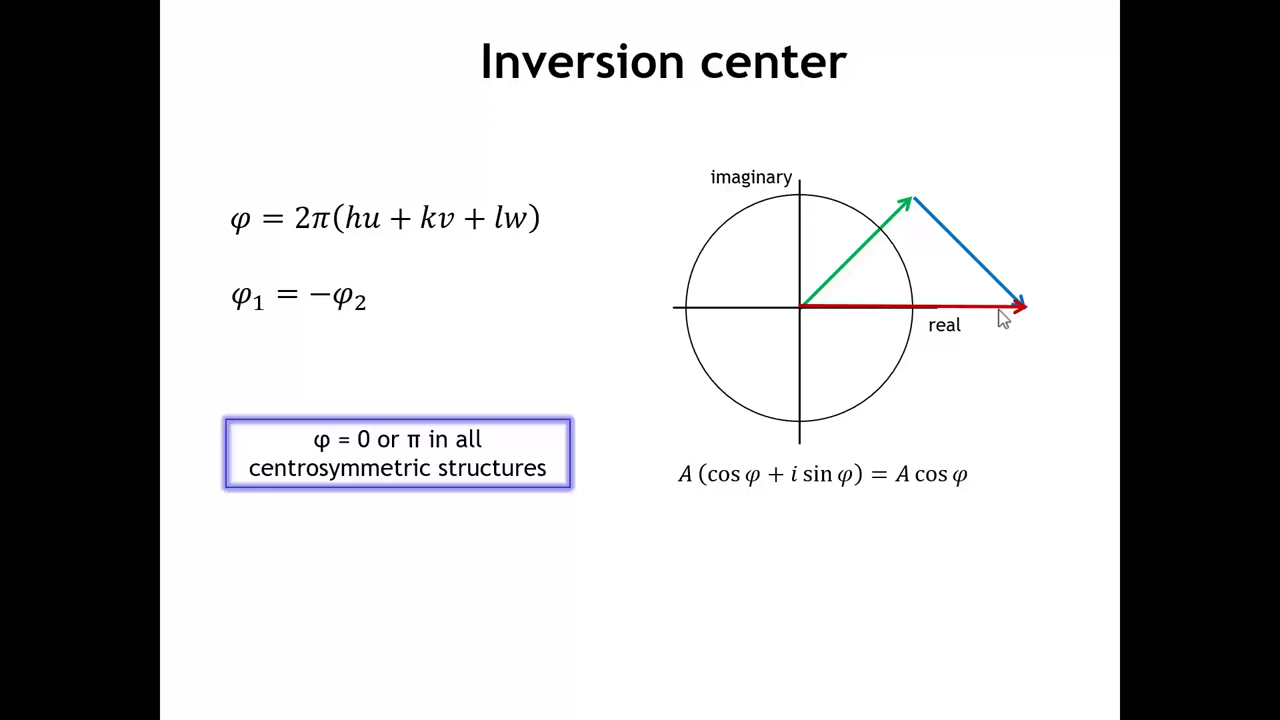 Inversion center
φ = 2π(hu + kv + lw)
φ₁ = −φ₂
φ = 0 or π in all
centrosymmetric structures
imaginary
real
A (cos φ + i sin φ) = A cos φ